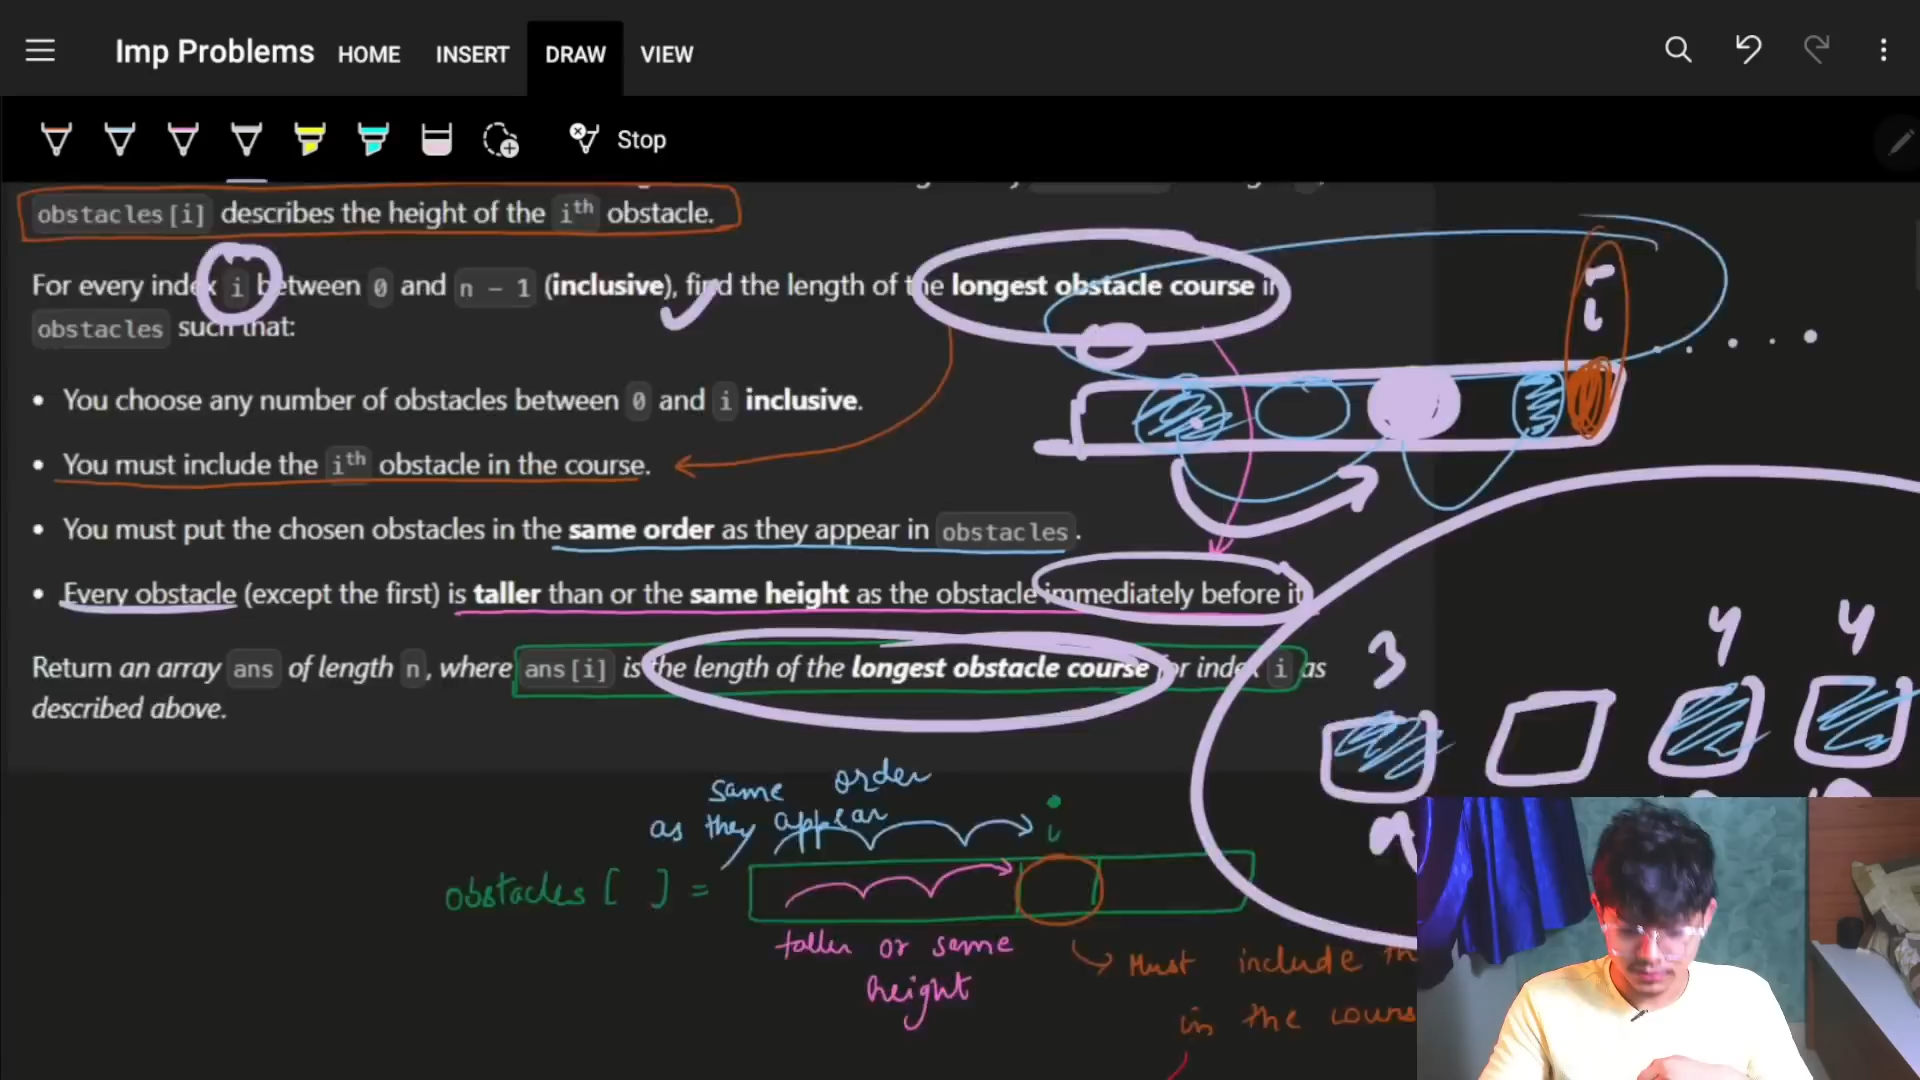 Imp Problems HOME INSERT DRAW VIEW
Stop
obstacles[i] describes the height of the ith obstacle.
For every index i between 0 and n - 1 (inclusive), find the length of the longest obstacle course in
obstacles such that:
• You choose any number of obstacles between 0 and i inclusive.
• You must include the ith obstacle in the course.
• You must put the chosen obstacles in the same order as they appear in obstacles.
• Every obstacle (except the first) is taller than or the same height as the obstacle immediately before it.
Return an array ans of length n, where ans[i] is the length of the longest obstacle course for index i as
described above.
i
3 4 4
same order
as they appear
i
obstacles [ ] =
taller or same
height
Must include th
in the cours